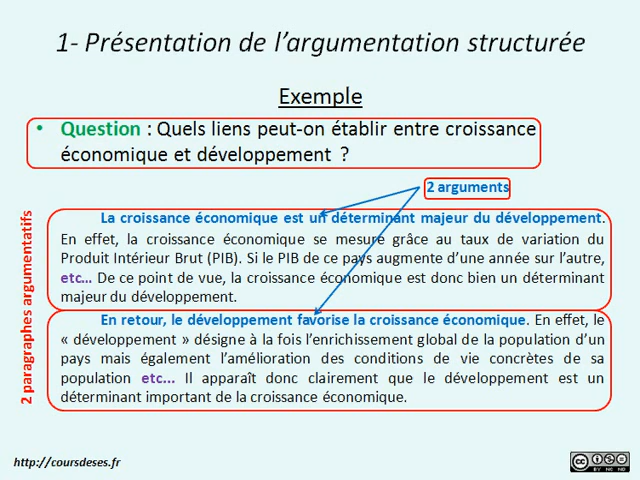 1- Présentation de l’argumentation structurée
Exemple
• Question : Quels liens peut-on établir entre croissance
économique et développement ?
2 arguments
2 paragraphes argumentatifs
La croissance économique est un déterminant majeur du développement.
En effet, la croissance économique se mesure grâce au taux de variation du
Produit Intérieur Brut (PIB). Si le PIB de ce pays augmente d’une année sur l’autre,
etc… De ce point de vue, la croissance économique est donc bien un déterminant
majeur du développement.
En retour, le développement favorise la croissance économique. En effet, le
« développement » désigne à la fois l’enrichissement global de la population d’un
pays mais également l’amélioration des conditions de vie concrètes de sa
population etc... Il apparaît donc clairement que le développement est un
déterminant important de la croissance économique.
http://coursdeses.fr
cc
BY NC ND